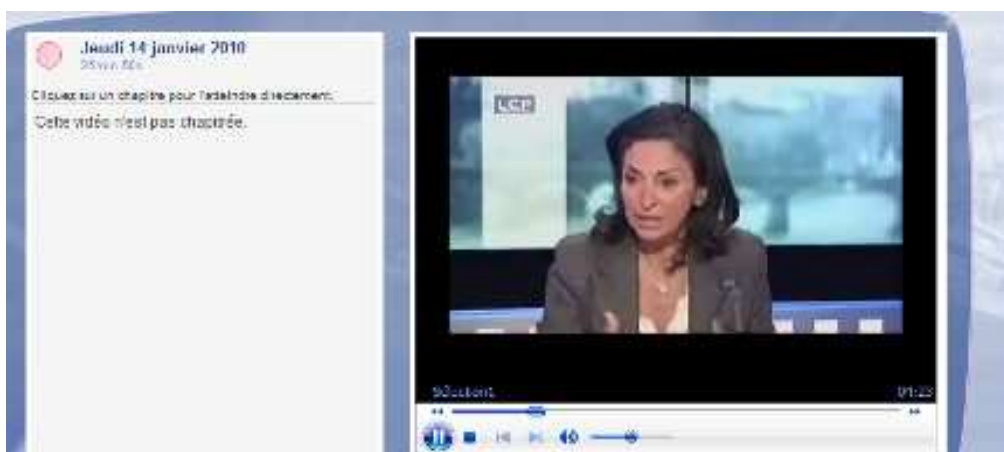 Jeudi 14 janvier 2010
Cliquez sur un chapitre pour l'atteindre directement.
Cette vidéo n'est pas chapitrée.
LCP
01:23